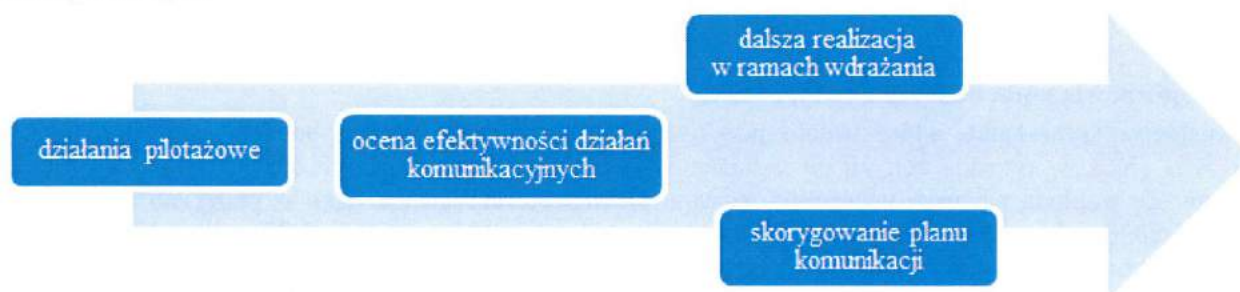 działania pilotażowe
ocena efektywności działań
komunikacyjnych
dalsza realizacja
w ramach wdrażania
skorygowanie planu
komunikacji